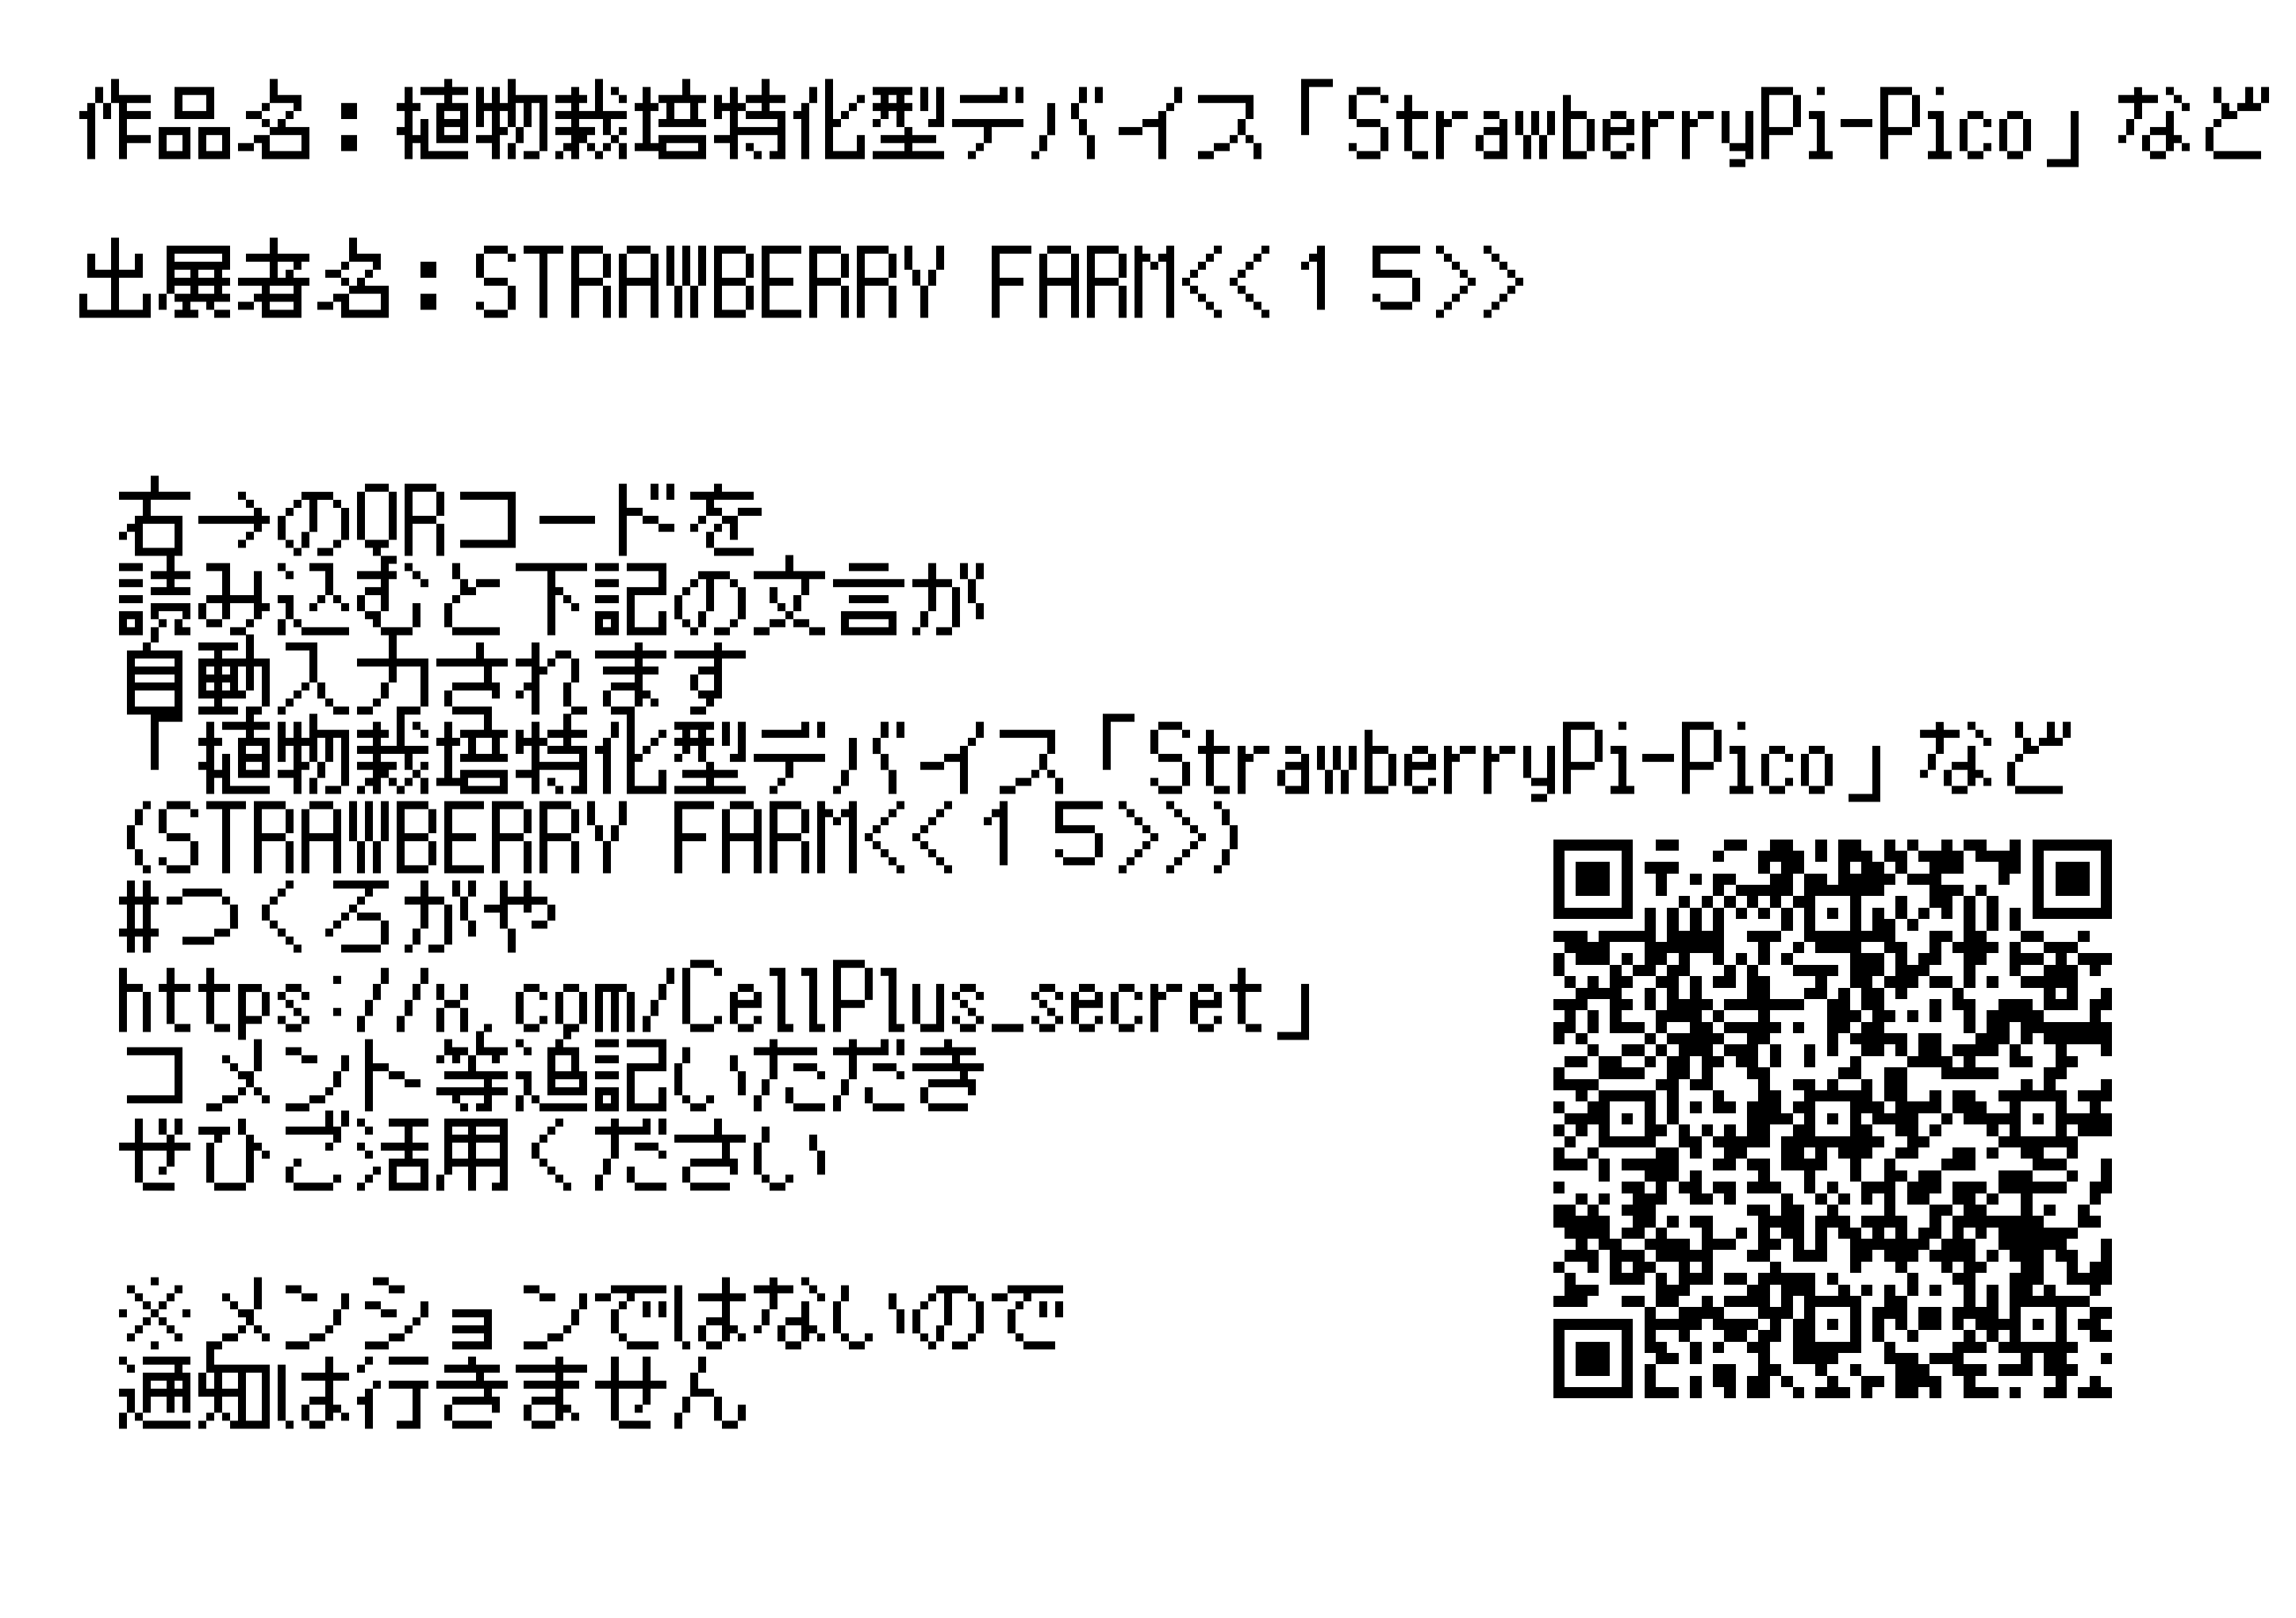 作品名：植物栽培特化型デバイス「StrawberryPi-Pico」など
出展者名：STRAWBERRY FARM<<１５>>
右→のQRコードを
読み込むと下記の文言が
自動入力されます
「植物栽培特化型デバイス「StrawberryPi-Pico」など
(STRAWBERRY FARM<<１５>>)
#つくろがや
https://x.com/CellPlus_secret」
コメント等追記いただき
ぜひご活用ください
※メンションではないので
通知は行きません